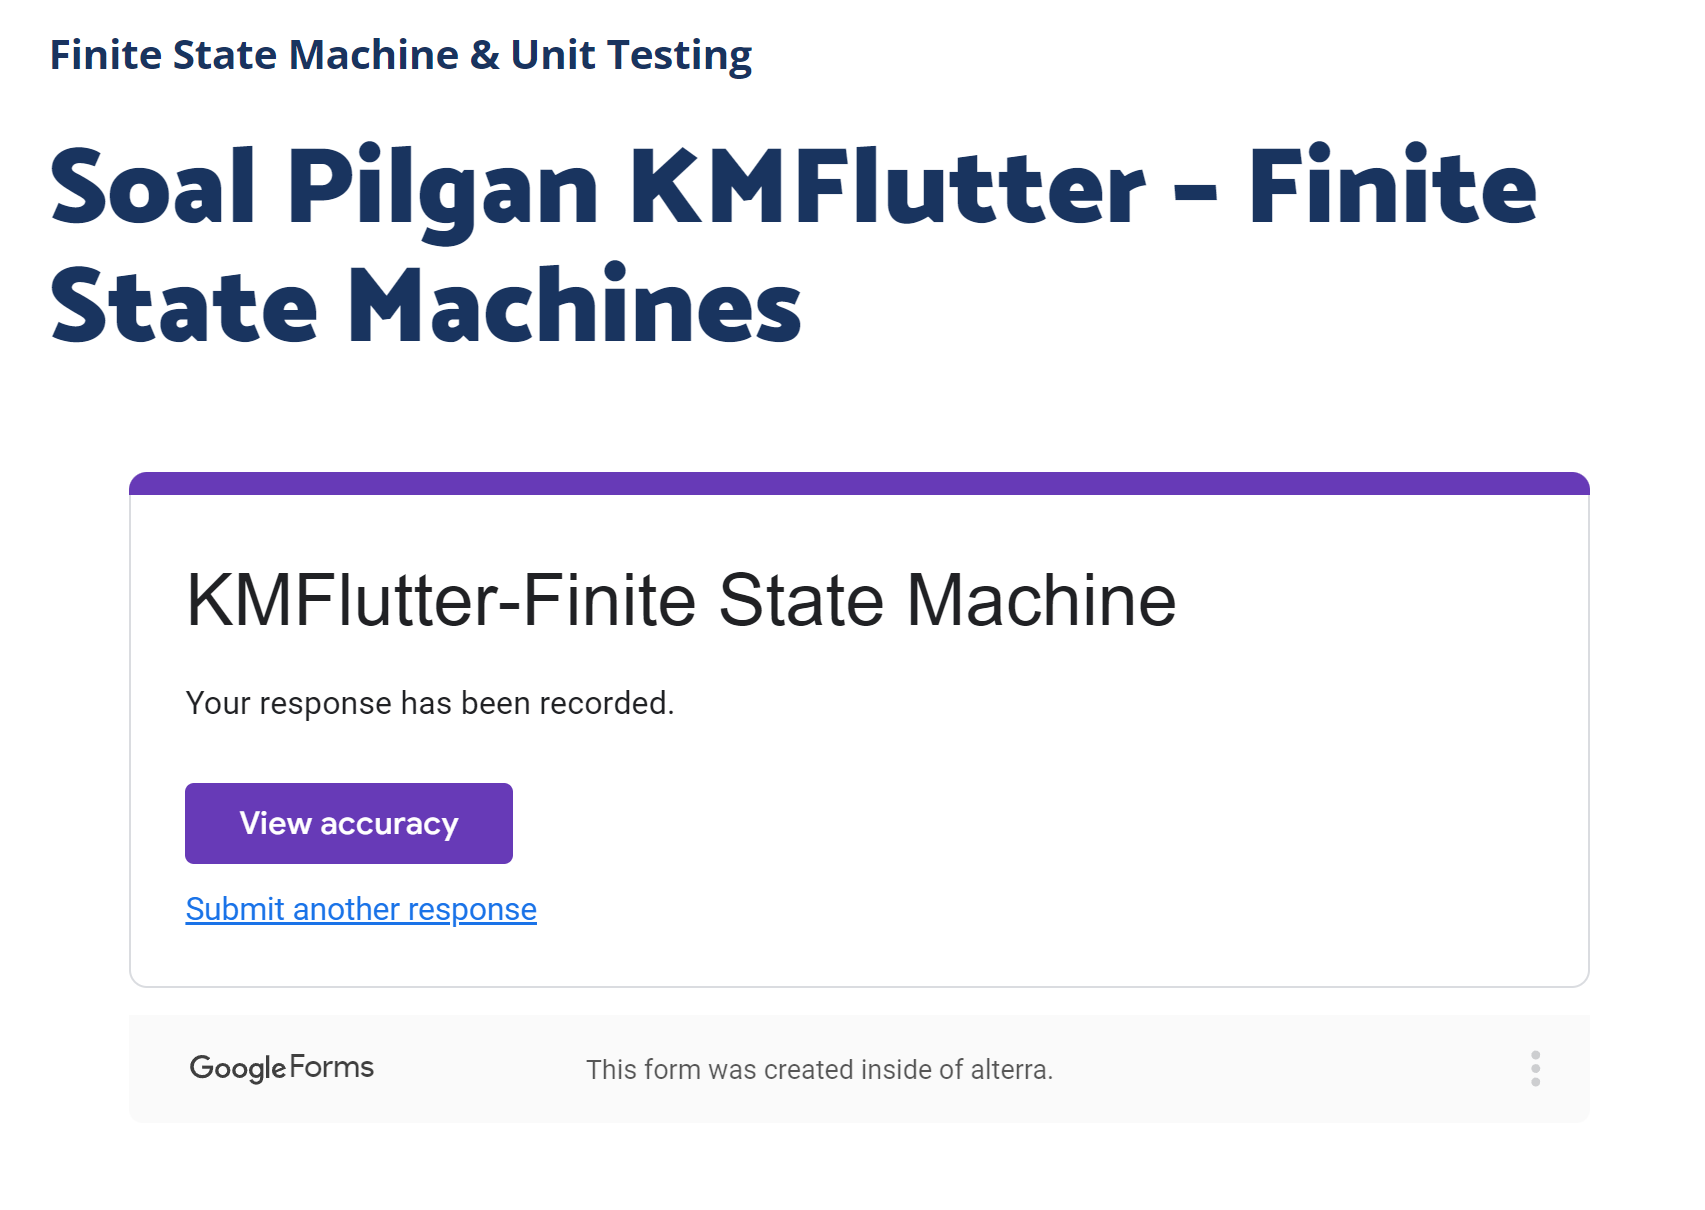 Finite State Machine & Unit Testing
Soal Pilgan KMFlutter – Finite
State Machines
KMFlutter-Finite State Machine
Your response has been recorded.
View accuracy
Submit another response
Google Forms
This form was created inside of alterra.